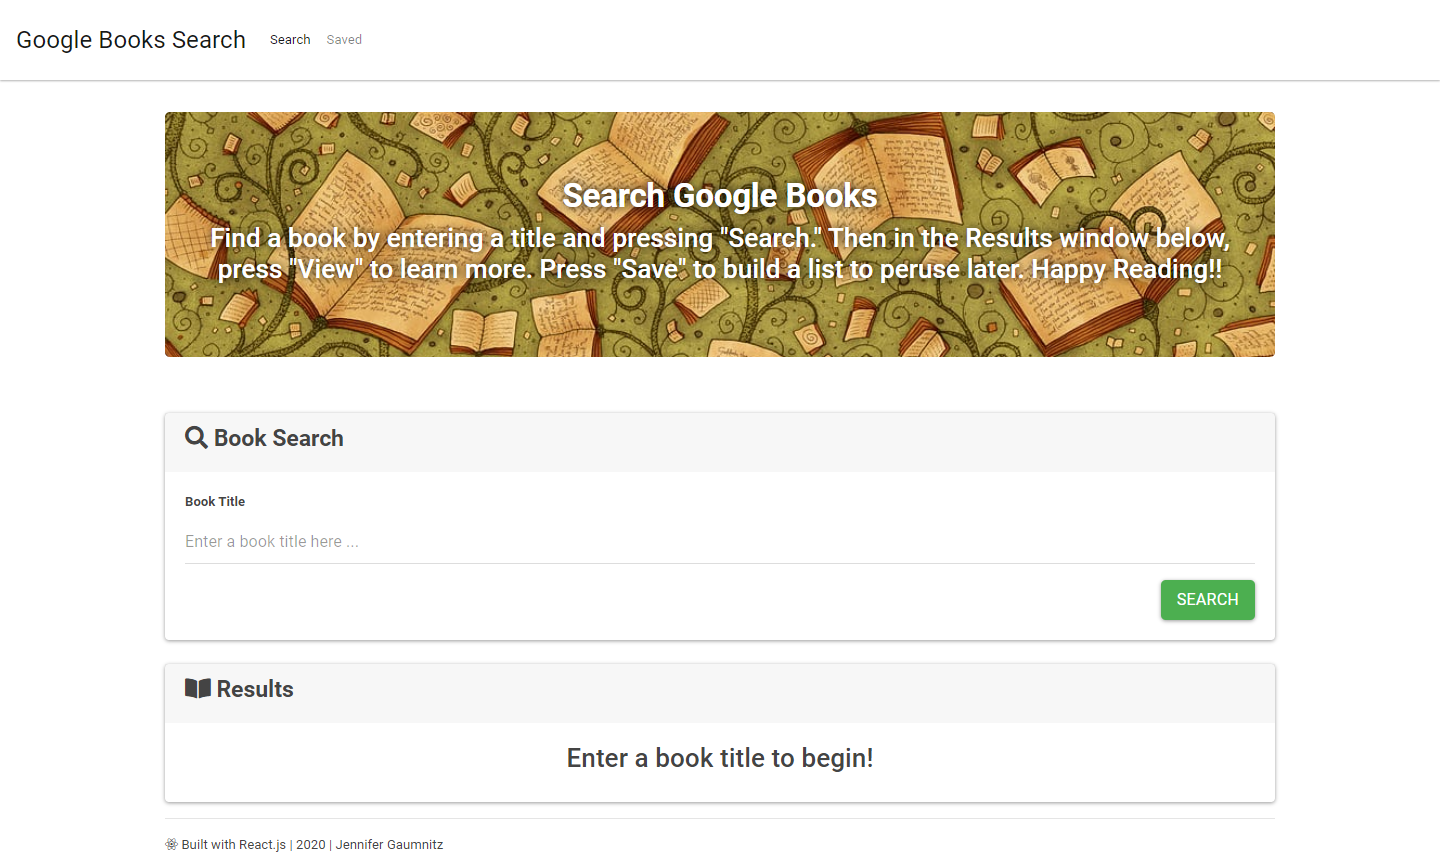 Google Books Search
Search
Saved
Search Google Books
Find a book by entering a title and pressing "Search." Then in the Results window below,
press "View" to learn more. Press "Save" to build a list to peruse later. Happy Reading!!
Book Search
Book Title
Enter a book title here ...
SEARCH
Results
Enter a book title to begin!
Built with React.js | 2020 | Jennifer Gaumnitz